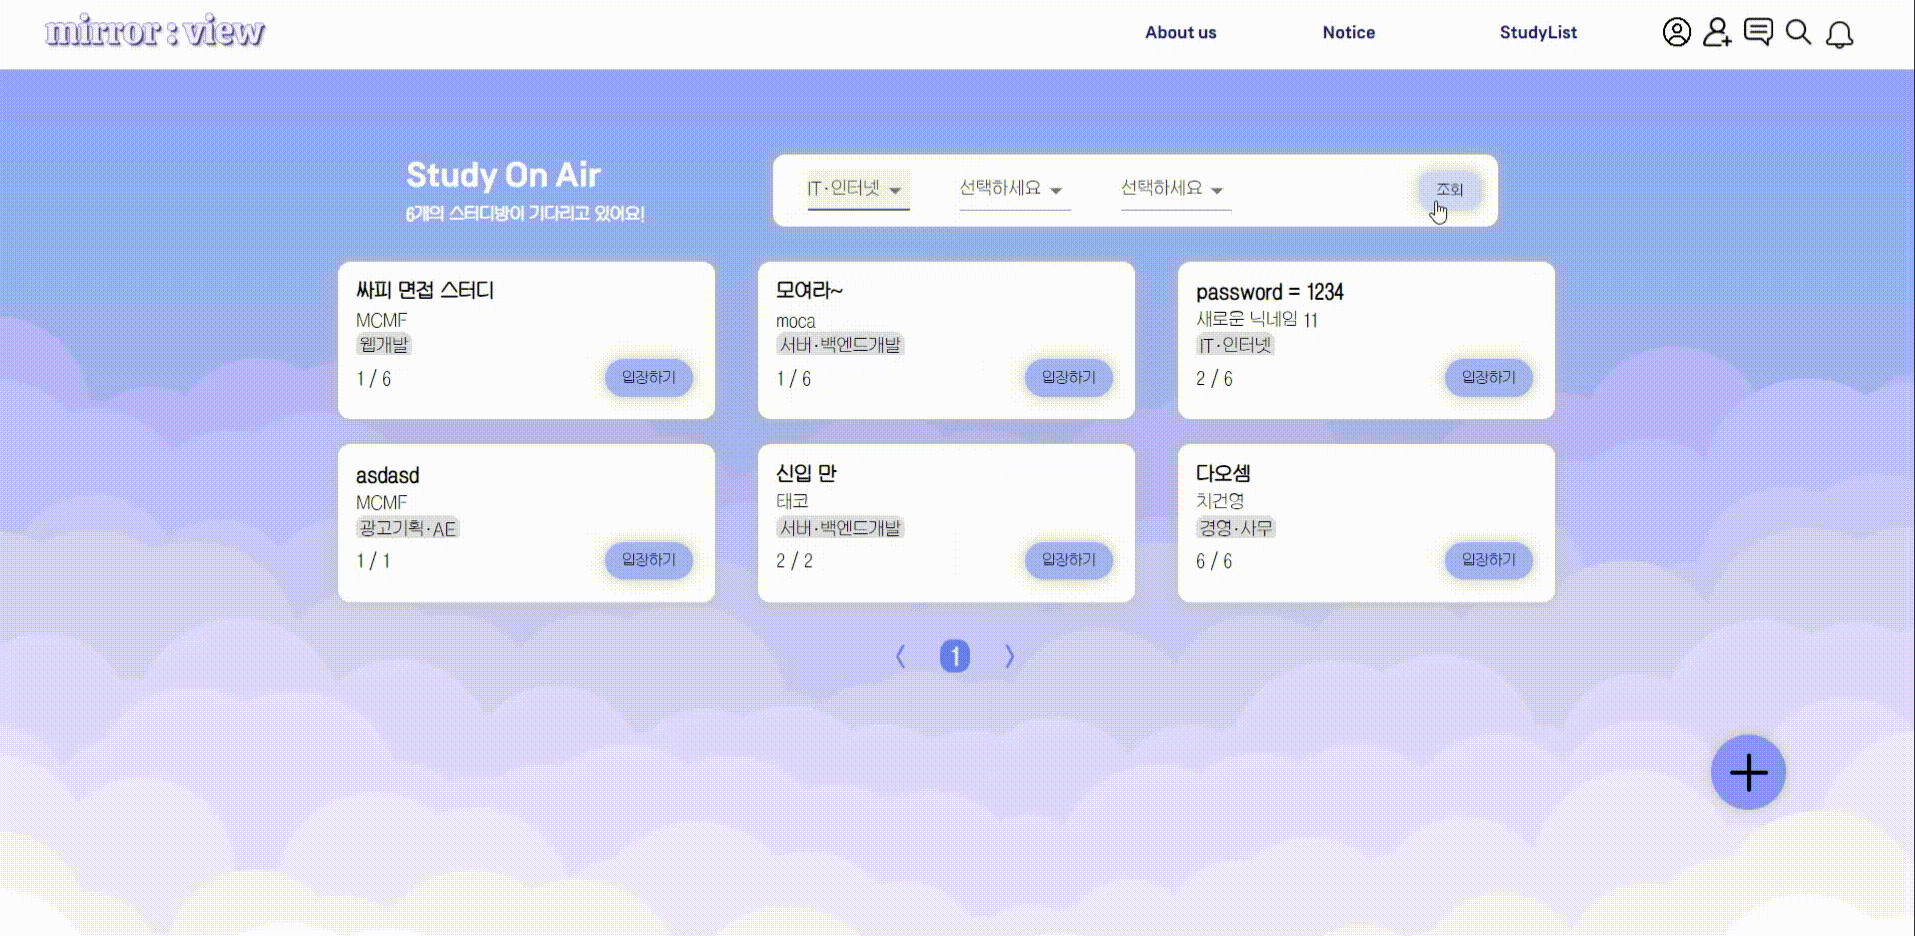 mirror : view
About us
Notice
StudyList
Study On Air
6개의 스터디방이 기다리고 있어요!
IT·인터넷
선택하세요
선택하세요
조회
싸피 면접 스터디
MCMF
웹개발
1 / 6
입장하기
모여라~
moca
서버·백엔드개발
1 / 6
입장하기
password = 1234
새로운 닉네임 11
IT·인터넷
2 / 6
입장하기
asdasd
MCMF
광고기획·AE
1 / 1
입장하기
신입 만
태코
서버·백엔드개발
2 / 2
입장하기
다오셈
치건영
경영·사무
6 / 6
입장하기
1